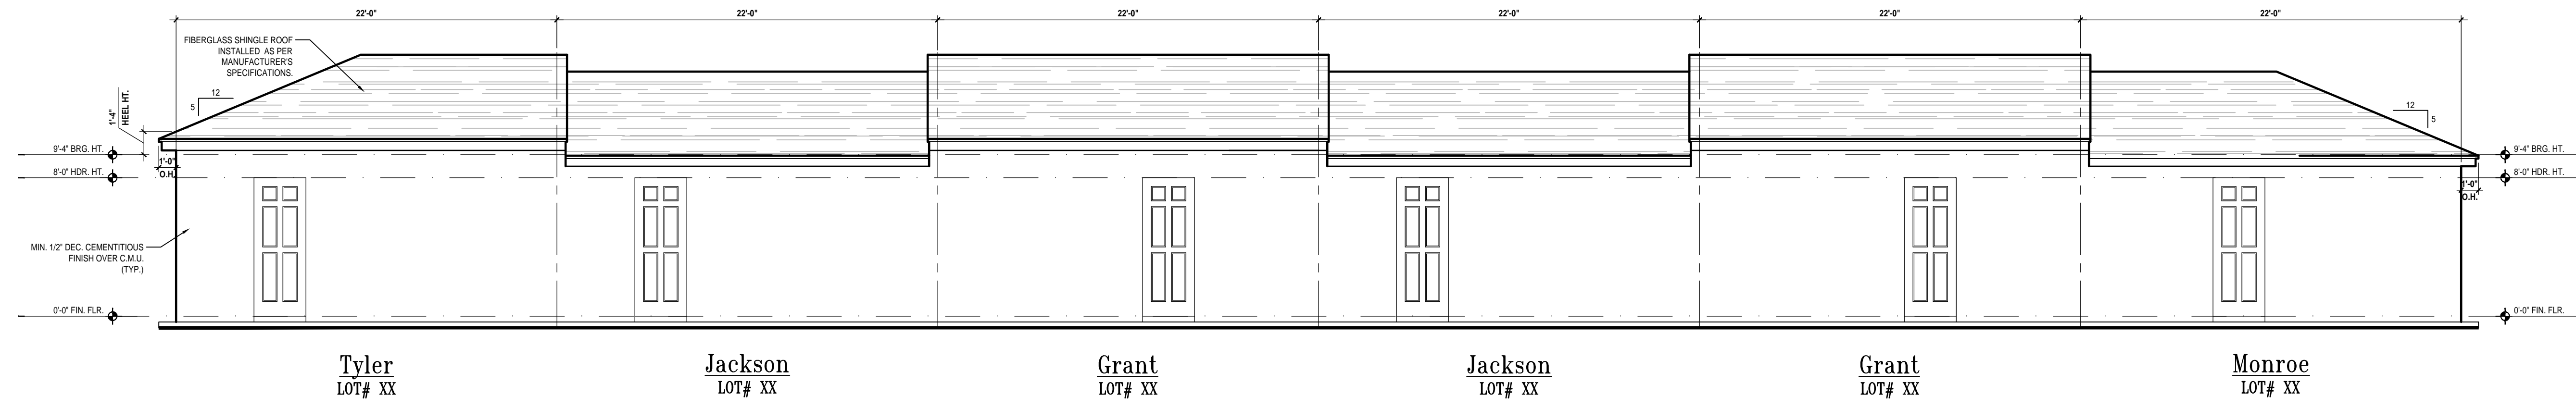 22'-0" 22'-0" 22'-0" 22'-0" 22'-0" 22'-0"
FIBERGLASS SHINGLE ROOF
INSTALLED AS PER
MANUFACTURER'S
SPECIFICATIONS.
12
5
12
5
1'-4"
HEEL HT.
9'-4" BRG. HT.
1'-0"
O.H.
8'-0" HDR. HT.
9'-4" BRG. HT.
8'-0" HDR. HT.
1'-0"
O.H.
MIN. 1/2" DEC. CEMENTITIOUS
FINISH OVER C.M.U.
(TYP.)
0'-0" FIN. FLR.
0'-0" FIN. FLR.
Tyler
LOT# XX
Jackson
LOT# XX
Grant
LOT# XX
Jackson
LOT# XX
Grant
LOT# XX
Monroe
LOT# XX